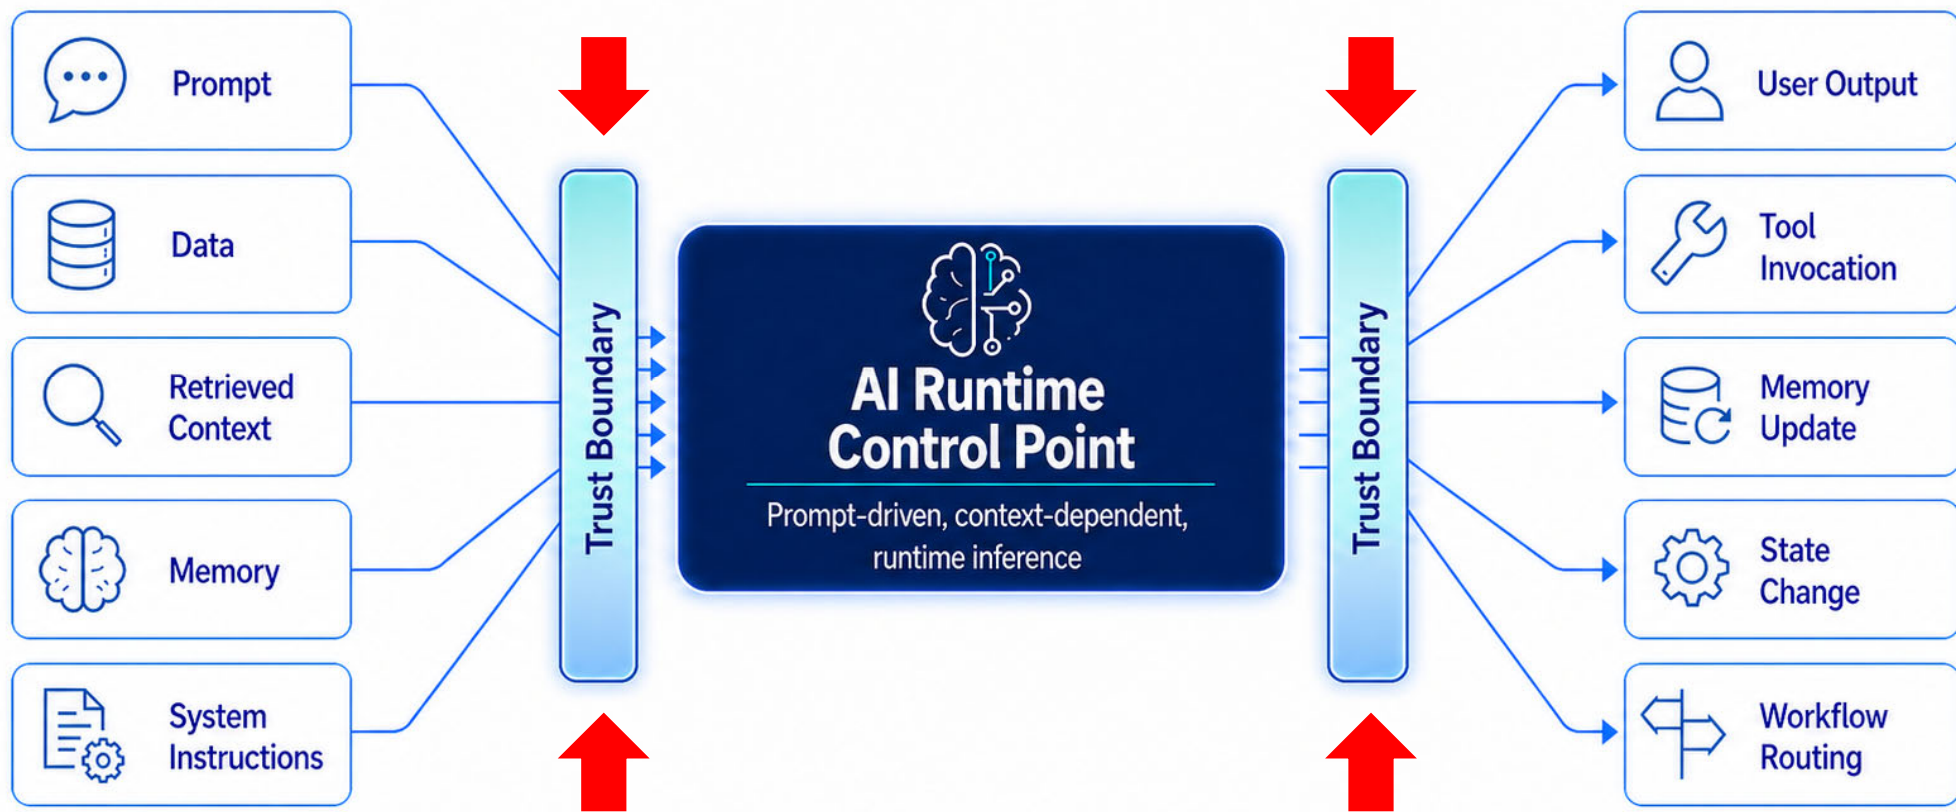 Prompt
Data
Retrieved
Context
Memory
System
Instructions
Trust Boundary
AI Runtime
Control Point
Prompt-driven, context-dependent,
runtime inference
Trust Boundary
User Output
Tool
Invocation
Memory
Update
State
Change
Workflow
Routing